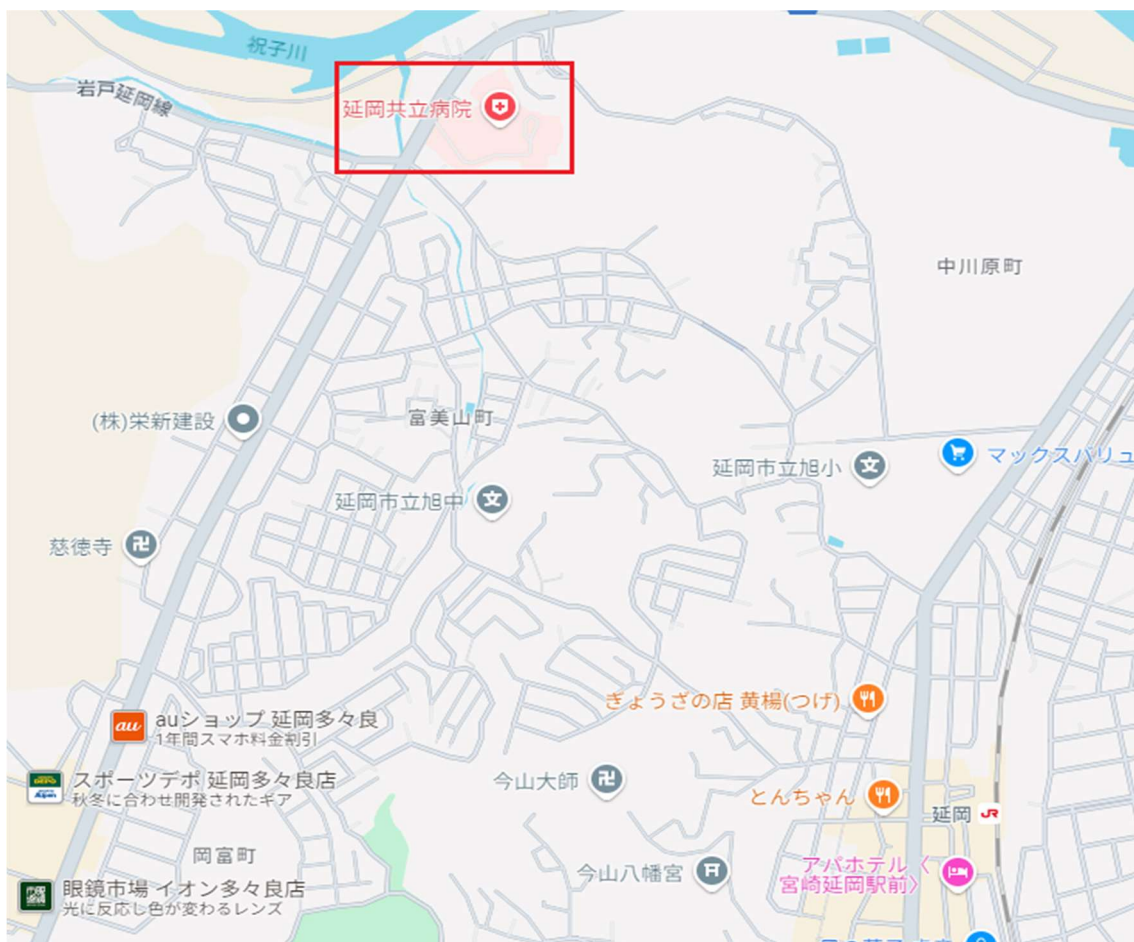 祝子川
岩戸延岡線
延岡共立病院
中川原町
(株)栄新建設
富美山町
延岡市立旭小
マックスバリュ
延岡市立旭中
慈徳寺
ぎょうざの店 黄楊(つげ)
au
auショップ 延岡多々良
1年間スマホ料金割引
スポーツデポ 延岡多々良店
秋冬に合わせ開発されたギア
今山大師
とんちゃん
延岡
JR
岡富町
今山八幡宮
アパホテル〈
宮崎延岡駅前〉
眼鏡市場 イオン多々良店
光に反応し色が変わるレンズ